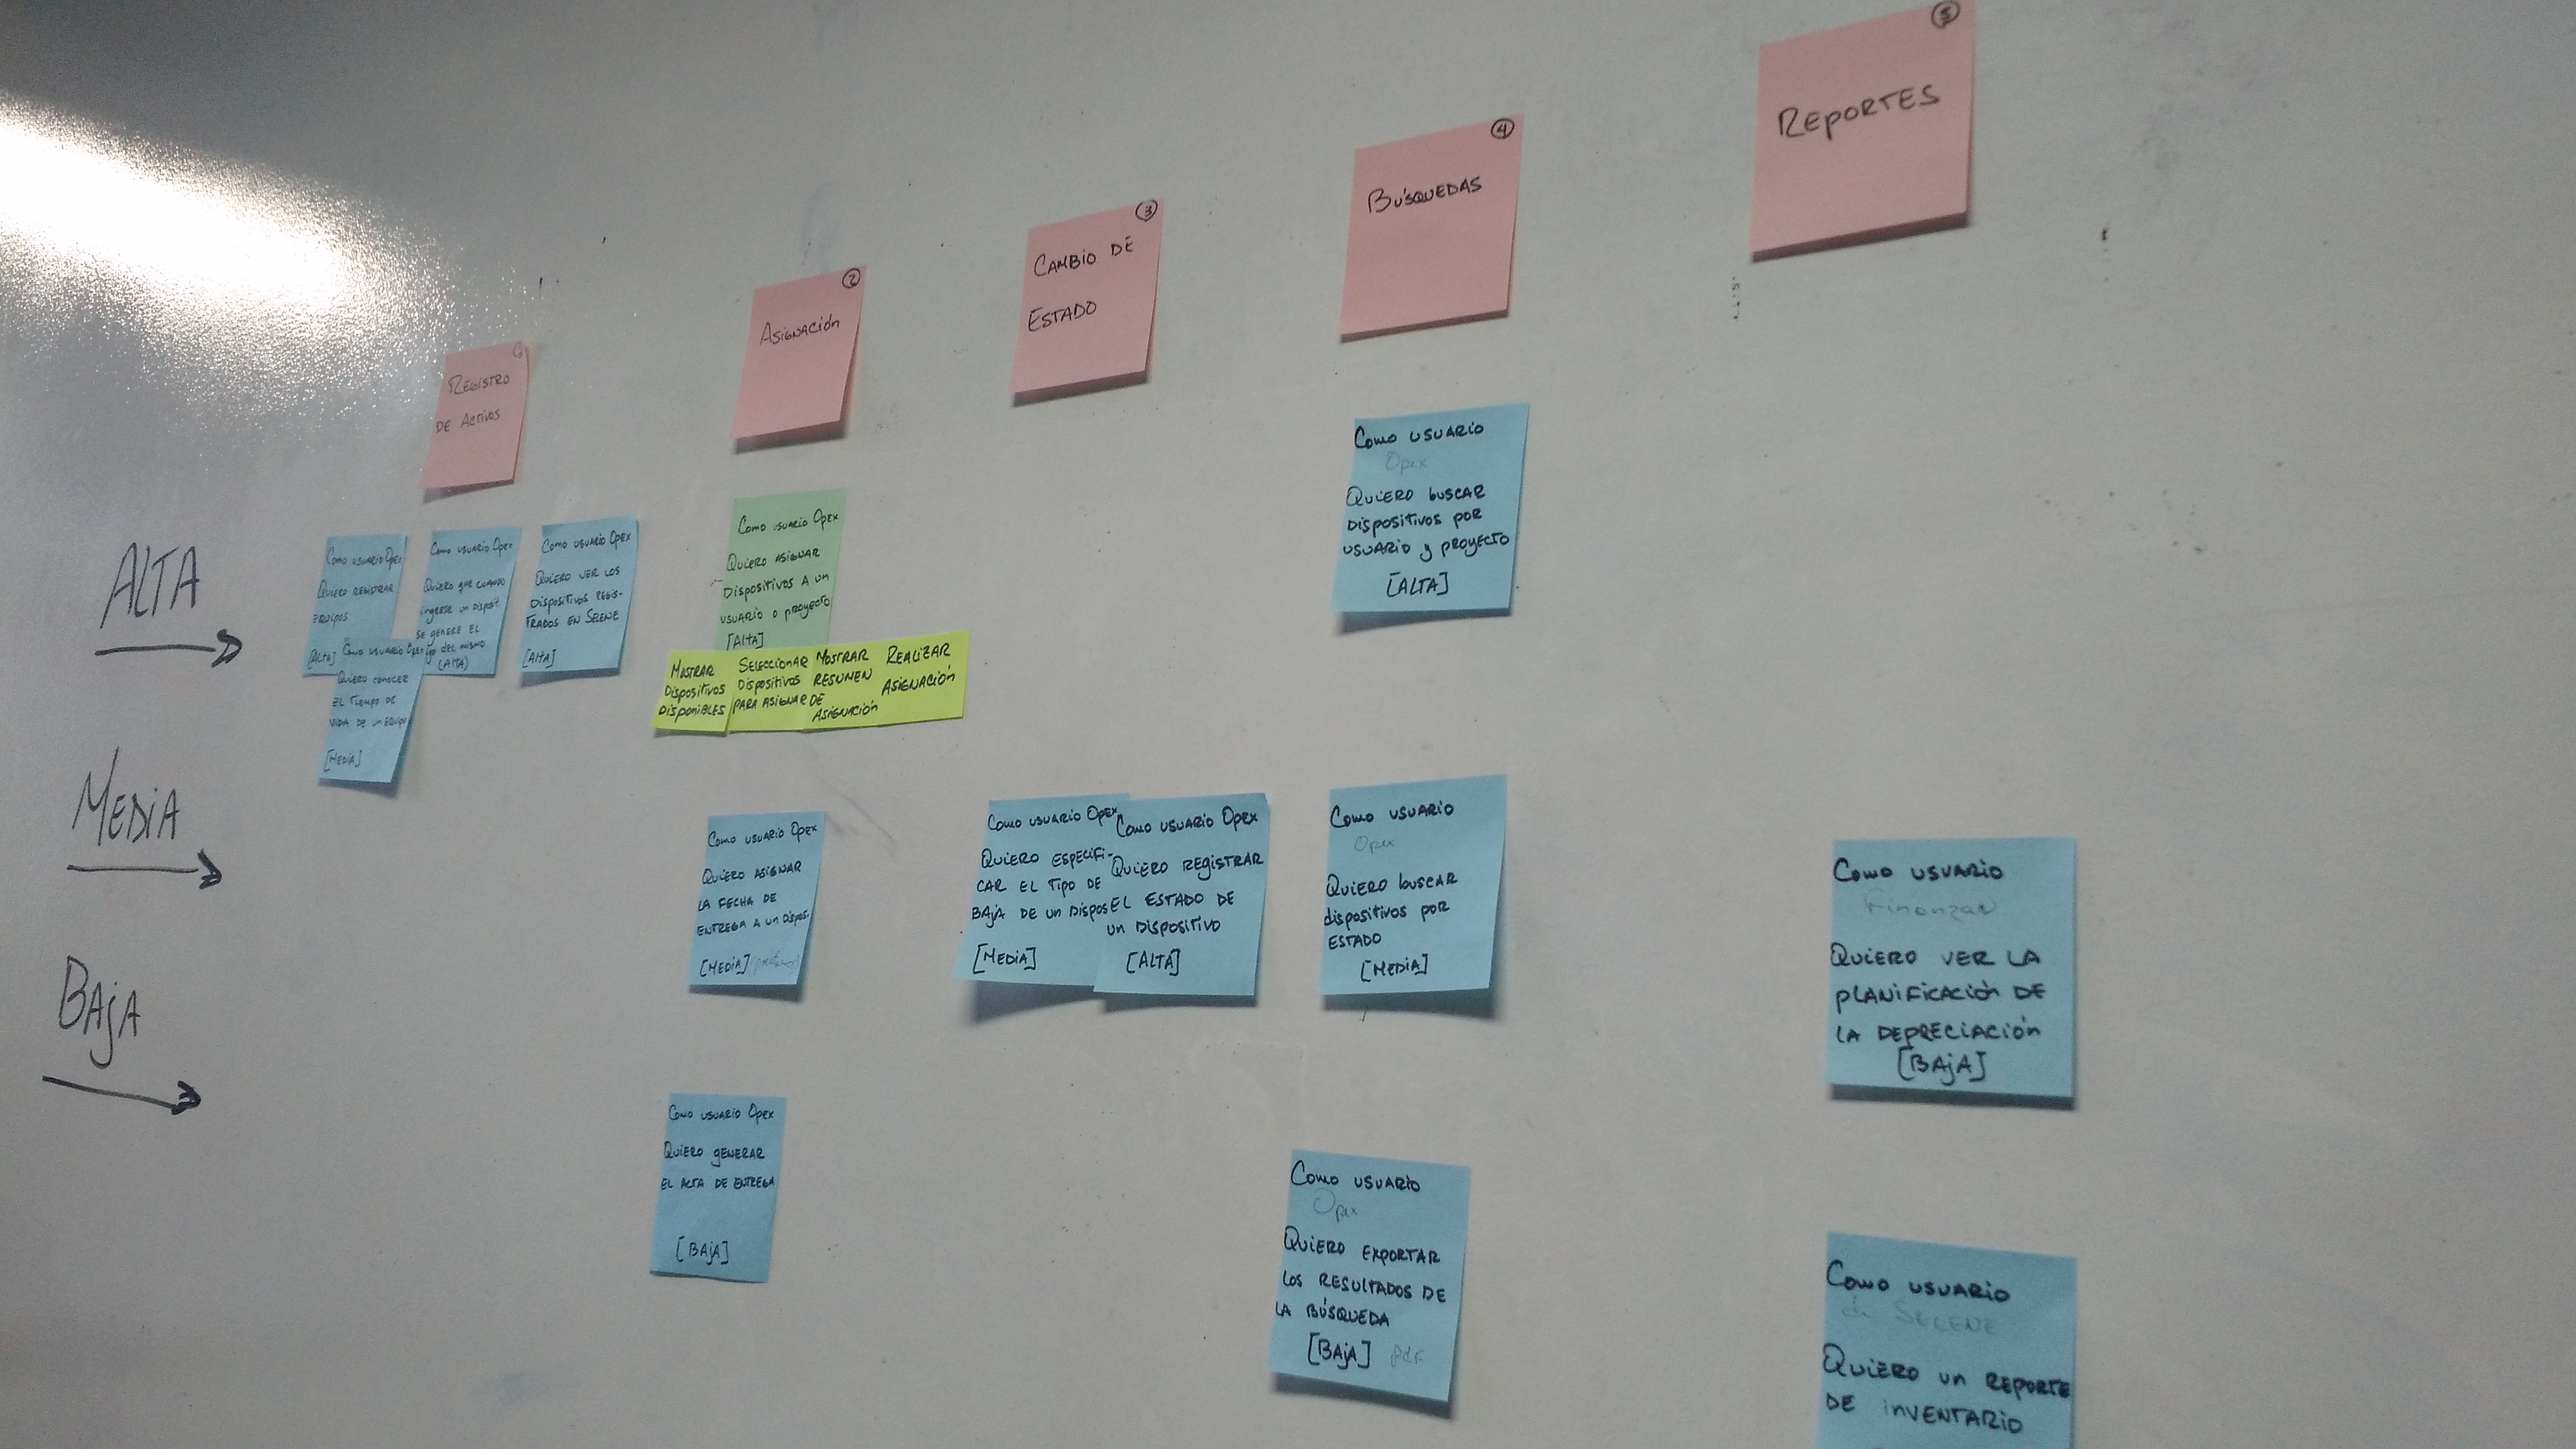 5
REPORTES
4
BÚSQUEDAS
3
CAMBIO DE
ESTADO
2
ASIGNACIÓN
REGISTRO
DE ACTIVOS
ALTA
COMO USUARIO OPEX
QUIERO REGISTRAR
EQUIPOS
[ALTA]
COMO USUARIO OPEX
QUIERO QUE CUANDO
INGRESE UN DISPOSIT.
SE GENERE EL
DEL MISMO
(ALTA)
COMO USUARIO OPEX
QUIERO VER LOS
DISPOSITIVOS REGIS-
TRADOS EN SELENE
[ALTA]
COMO USUARIO OPEX
QUIERO CONOCER
EL TIEMPO DE
VIDA DE UN EQUIPO
[MEDIA]
COMO USUARIO OPEX
QUIERO ASIGNAR
DISPOSITIVOS A UN
USUARIO O PROYECTO
[ALTA]
MOSTRAR
DISPOSITIVOS
DISPONIBLES
SELECCIONAR
DISPOSITIVOS
PARA ASIGNAR
MOSTRAR
RESUMEN
DE
ASIGNACIÓN
REALIZAR
ASIGNACIÓN
COMO USUARIO
Opex
QUIERO BUSCAR
DISPOSITIVOS POR
USUARIO y PROYECTO
[ALTA]
MEDIA
COMO USUARIO OPEX
QUIERO ASIGNAR
LA FECHA DE
ENTREGA A UN DISPOS.
[MEDIA]
COMO USUARIO OPEX
QUIERO ESPECIFI-
CAR EL TIPO DE
BAJA DE UN DISPOS
[MEDIA]
COMO USUARIO OPEX
QUIERO REGISTRAR
EL ESTADO DE
UN DISPOSITIVO
[ALTA]
COMO USUARIO
Opex
QUIERO BUSCAR
DISPOSITIVOS POR
ESTADO
[MEDIA]
COMO USUARIO
Finanzas
QUIERO VER LA
PLANIFICACIÓN DE
LA DEPRECIACIÓN
[BAJA]
BAJA
COMO USUARIO OPEX
QUIERO GENERAR
EL ACTA DE ENTREGA
[BAJA]
COMO USUARIO
Opex
QUIERO EXPORTAR
LOS RESULTADOS DE
LA BÚSQUEDA
[BAJA] pdf
COMO USUARIO
de SELENE
QUIERO UN REPORTE
DE INVENTARIO